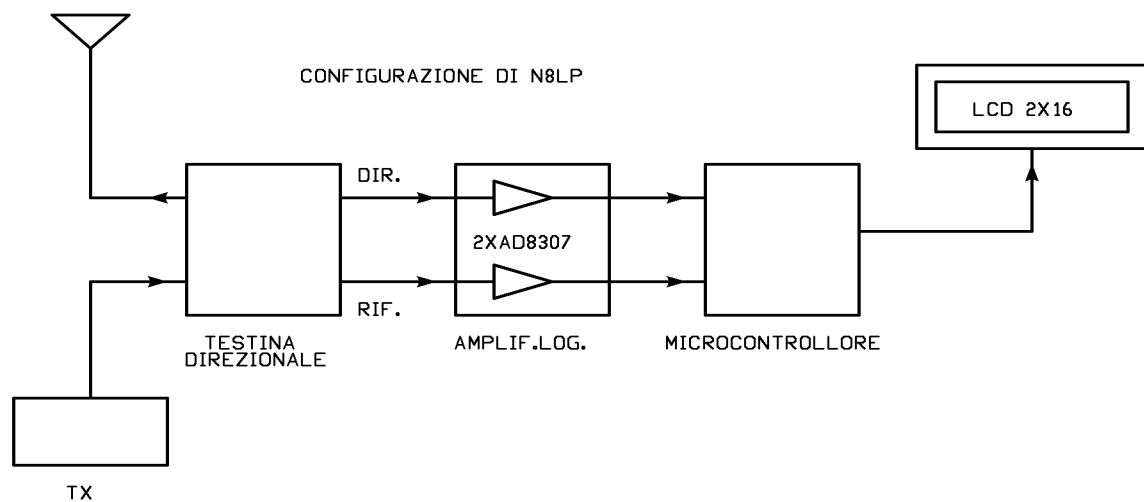 CONFIGURAZIONE DI N8LP
LCD 2X16
DIR.
2XAD8307
RIF.
TESTINA
DIREZIONALE
AMPLIF.LOG.
MICROCONTROLLORE
TX